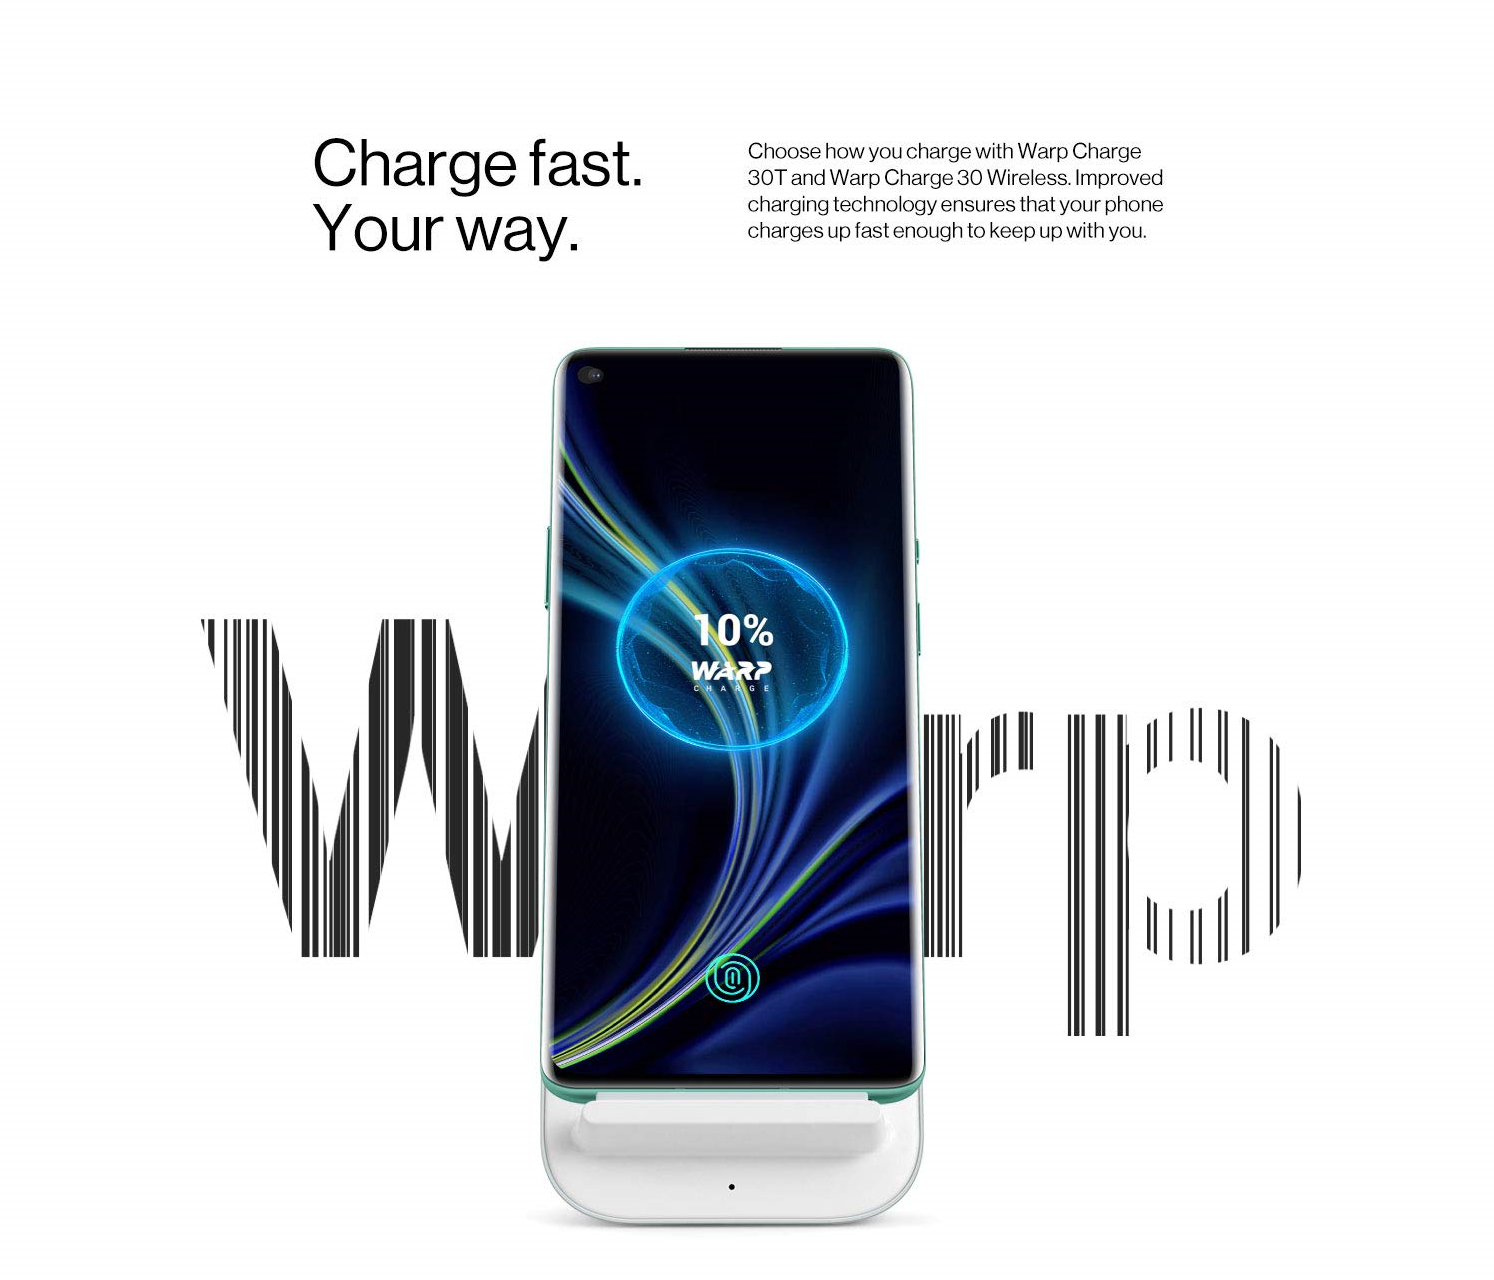 Charge fast.
Your way.
Choose how you charge with Warp Charge
30T and Warp Charge 30 Wireless. Improved
charging technology ensures that your phone
charges up fast enough to keep up with you.
10%
WARP
CHARGE
W rp